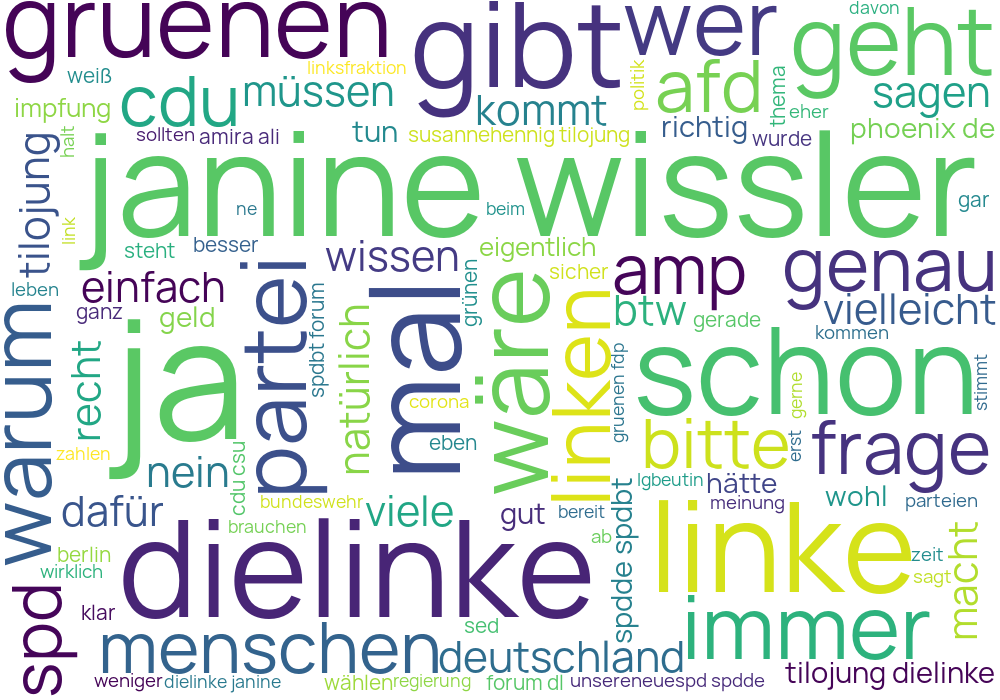 gruenen
gibt
wer
davon
geht
weiß
linksfraktion
politik
afd
thema
eher
sagen
impfung
cdu
müssen
kommt
halt
sollten
amira ali
tun
susannehennig tilojung
richtig
wurde
phoenix de
tilojung
janine wissler
link
ne
beim
gar
steht
besser
wissen
eigentlich
sicher
amp
genau
leben
einfach
grünen
btw
gerade
vielleicht
ganz
geld
partei
spdbt forum
natürlich
mal
wäre
linken
kommen
warum
recht
ja
corona
gruenen fdp
schon
gerne
stimmt
zahlen
nein
cdu csu
eben
bitte
erst
frage
bundeswehr
lgbeutin
hätte
meinung
wohl
parteien
dafür
brauchen
viele
gut
bereit
ab
spdde spdbt
linke
berlin
wirklich
dielinke
zeit
sagt
macht
spd
klar
sed
immer
menschen
deutschland
weniger
dielinke janine
wählen
regierung
forum dl
unsereneuespd spdde
tilojung dielinke